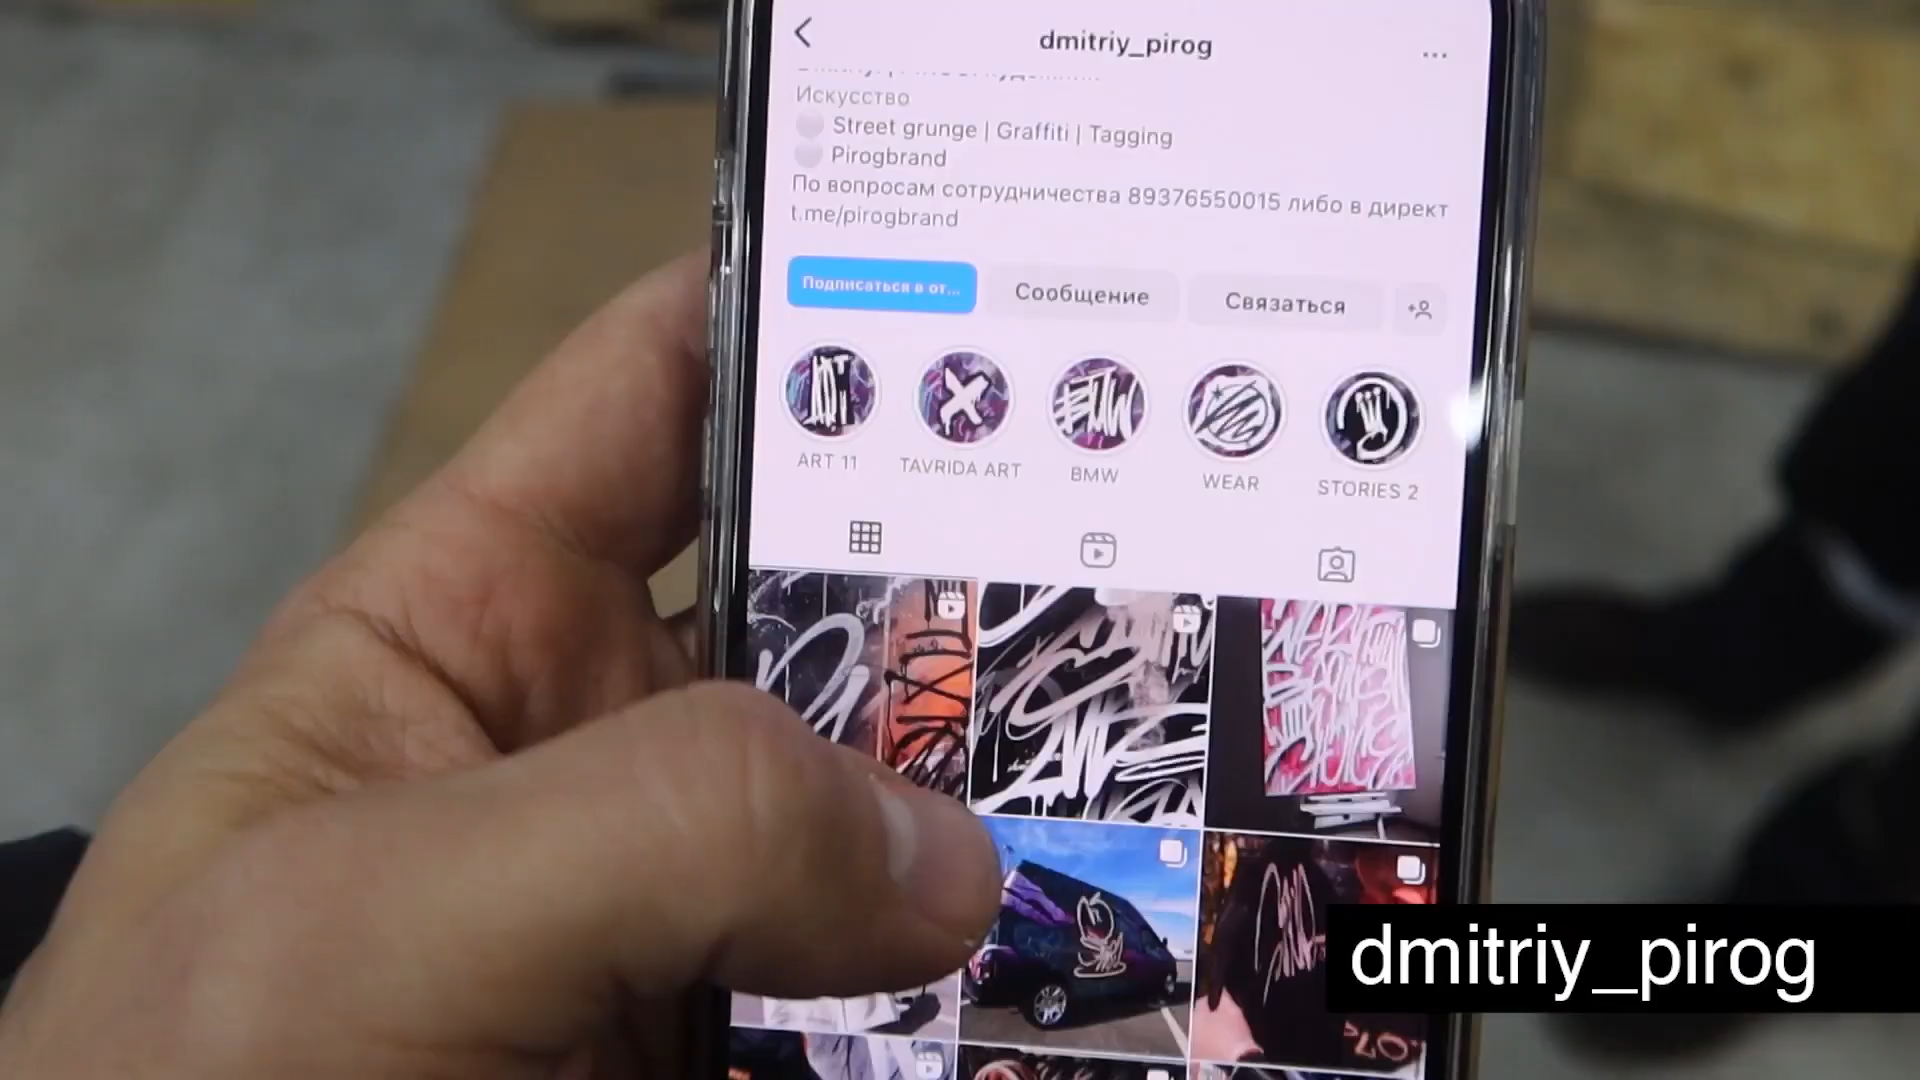 dmitriy_pirog
Искусство
Street grunge | Graffiti | Tagging
Pirogbrand
По вопросам сотрудничества 89376550015 либо в директ
t.me/pirogbrand
Подписаться в от...
Сообщение
Связаться
ART 11
TAVRIDA ART
BMW
WEAR
STORIES 2
dmitriy_pirog